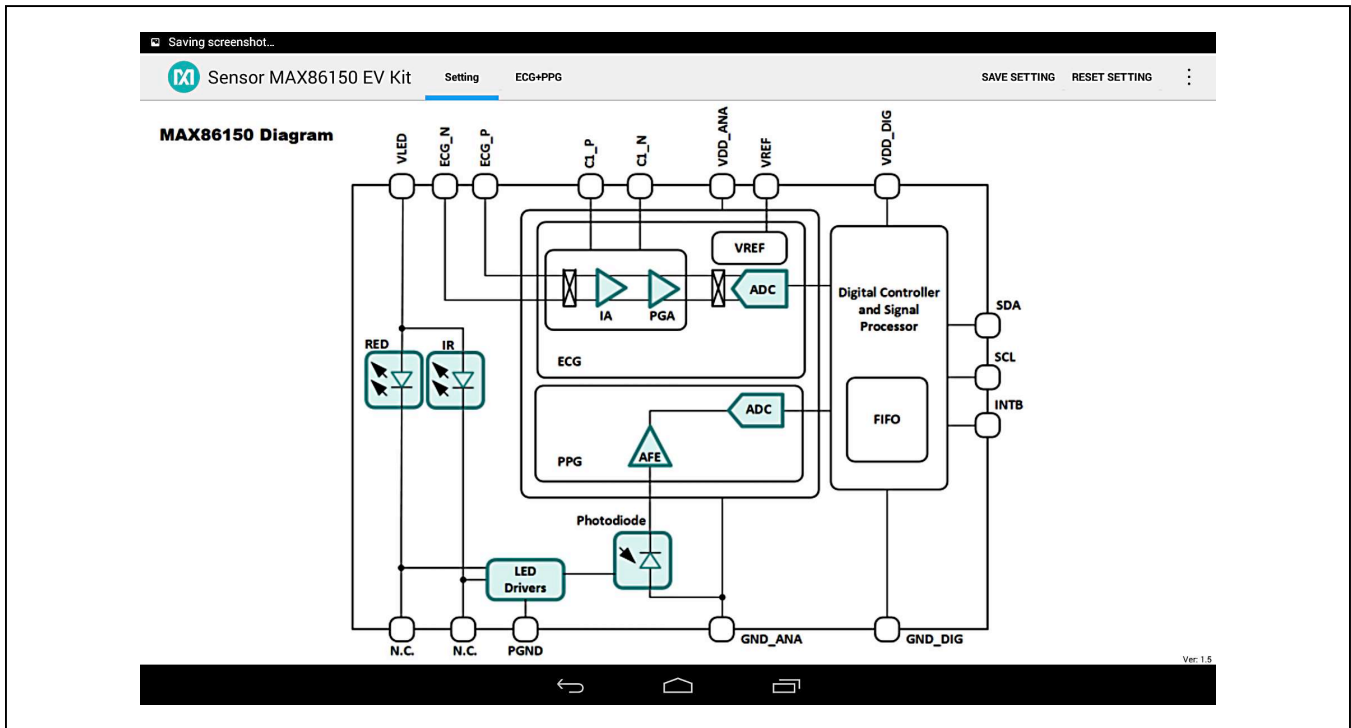 Saving screenshot...
Sensor MAX86150 EV Kit
Setting
ECG+PPG
SAVE SETTING
RESET SETTING
MAX86150 Diagram
VLED
ECG_N
ECG_P
C1_P
C1_N
VDD_ANA
VREF
VDD_DIG
VREF
ADC
IA
PGA
ECG
Digital Controller
and Signal
Processor
SDA
SCL
INTB
RED
IR
ADC
FIFO
AFE
PPG
Photodiode
LED
Drivers
N.C.
N.C.
PGND
GND_ANA
GND_DIG
Ver: 1.5